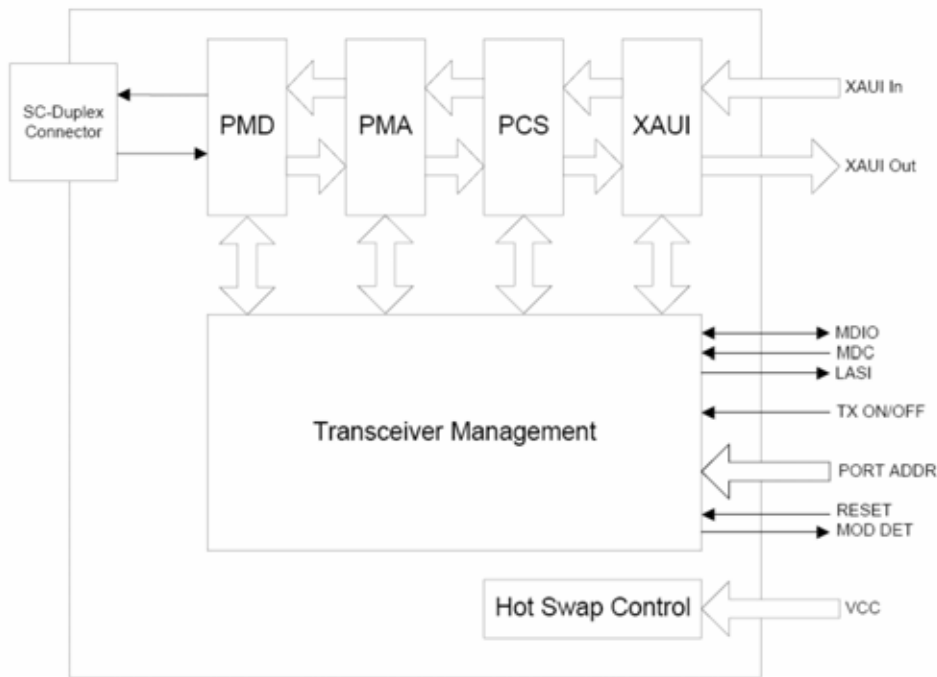 SC-Duplex
Connector
PMD
PMA
PCS
XAUI
XAUI In
XAUI Out
Transceiver Management
MDIO
MDC
LASI
TX ON/OFF
PORT ADDR
RESET
MOD DET
Hot Swap Control
VCC